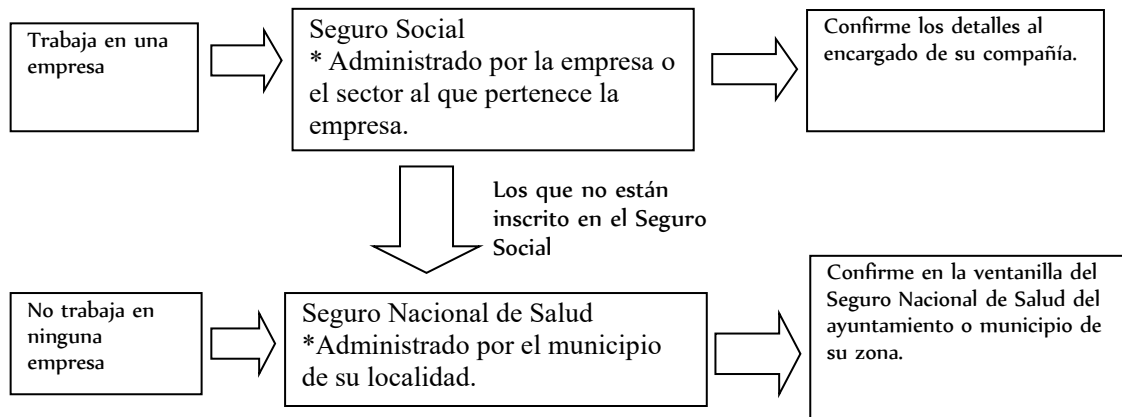 Trabaja en una
empresa
Seguro Social
* Administrado por la empresa o
el sector al que pertenece la
empresa.
Confirme los detalles al
encargado de su compañía.
Los que no están
inscrito en el Seguro
Social
No trabaja en
ninguna
empresa
Seguro Nacional de Salud
*Administrado por el municipio
de su localidad.
Confirme en la ventanilla del
Seguro Nacional de Salud del
ayuntamiento o municipio de
su zona.